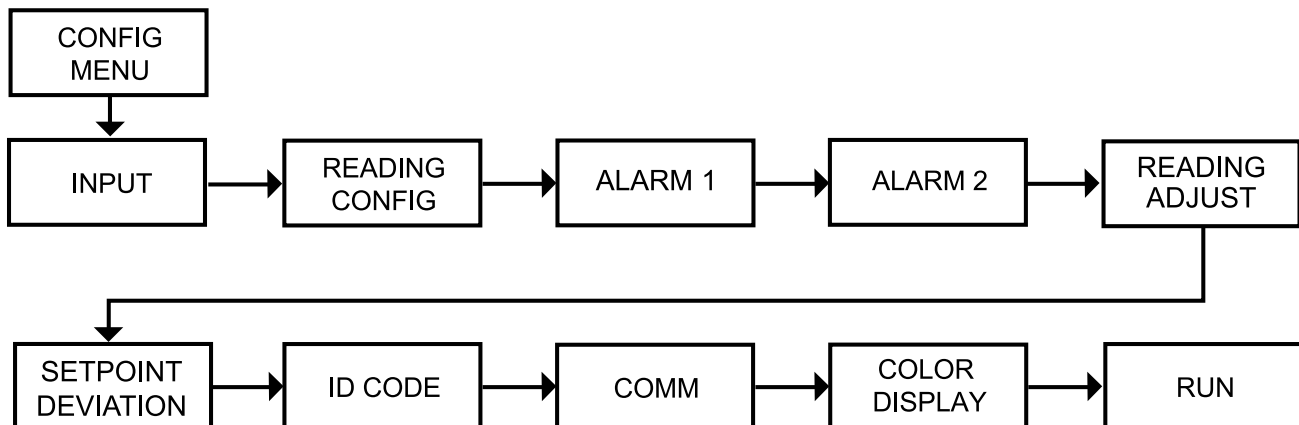 CONFIG
MENU
INPUT
READING
CONFIG
ALARM 1
ALARM 2
READING
ADJUST
SETPOINT
DEVIATION
ID CODE
COMM
COLOR
DISPLAY
RUN